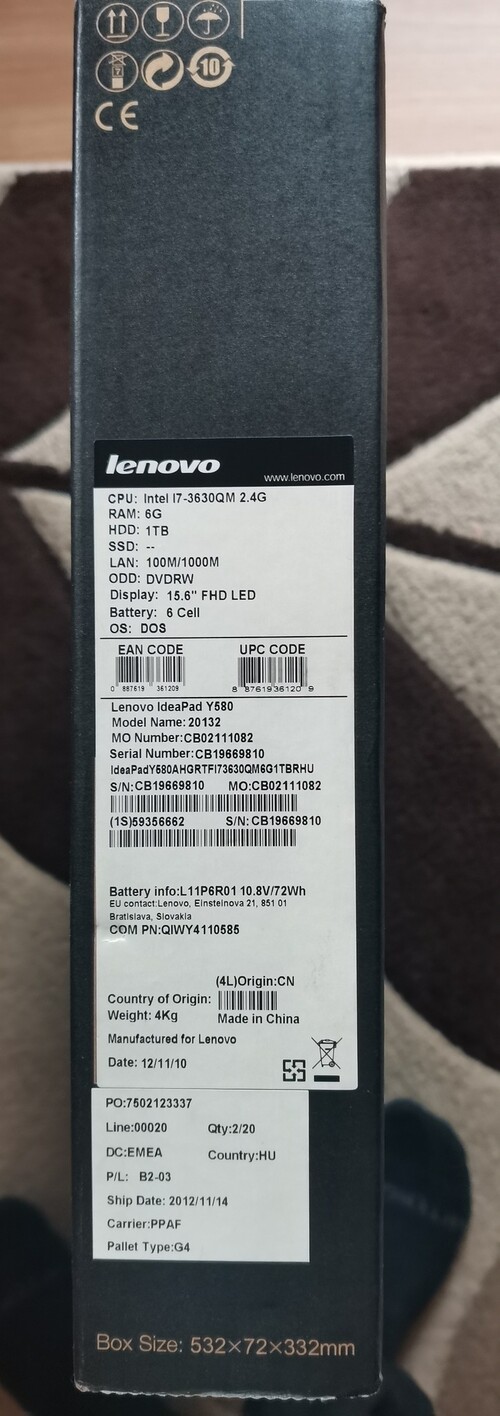 10
CE
lenovo
www.lenovo.com
CPU: Intel I7-3630QM 2.4G
RAM: 6G
HDD: 1TB
SSD: --
LAN: 100M/1000M
ODD: DVDRW
Display: 15.6" FHD LED
Battery: 6 Cell
OS: DOS
EAN CODE UPC CODE
0 887619 361209 8 87619 36120 9
Lenovo IdeaPad Y580
Model Name: 20132
MO Number:CB02111082
Serial Number:CB19669810
IdeaPadY580AHGRTFI73630QM6G1TBRHU
S/N:CB19669810 MO:CB02111082
(1S)59356662 S/N:CB19669810
Battery info:L11P6R01 10.8V/72Wh
EU contact:Lenovo, Einsteinova 21, 851 01
Bratislava, Slovakia
COM PN:QIWY4110585
(4L)Origin:CN
Country of Origin:
Weight: 4Kg Made in China
Manufactured for Lenovo
Date: 12/11/10
PO:7502123337
Line:00020 Qty:2/20
DC:EMEA Country:HU
P/L: B2-03
Ship Date: 2012/11/14
Carrier:PPAF
Pallet Type:G4
Box Size: 532×72×332mm